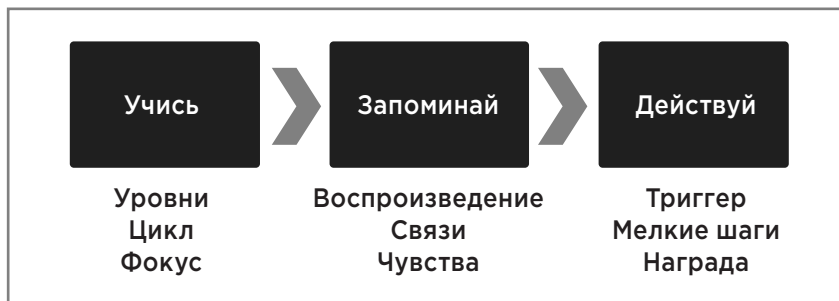 Учись
Запоминай
Действуй
Уровни
Цикл
Фокус
Воспроизведение
Связи
Чувства
Триггер
Мелкие шаги
Награда